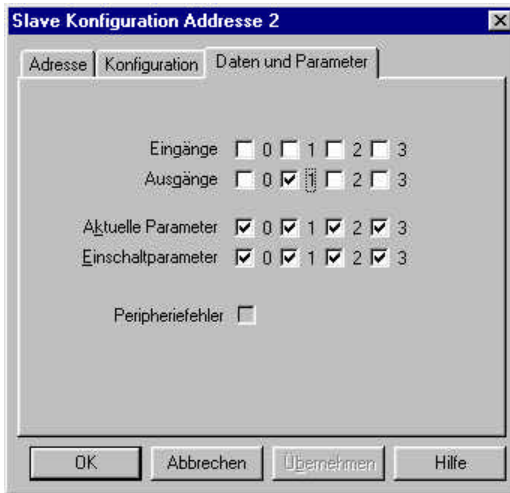 Slave Konfiguration Addresse 2
Adresse Konfiguration Daten und Parameter
Eingänge 0 1 2 3
Ausgänge 0 1 2 3
Aktuelle Parameter 0 1 2 3
Einschaltparameter 0 1 2 3
Peripheriefehler
OK Abbrechen Übernehmen Hilfe